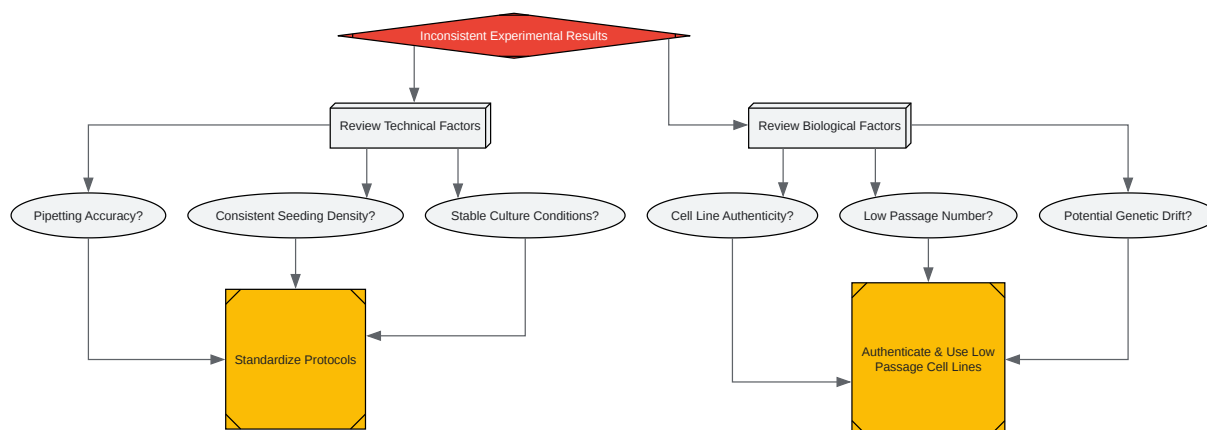 Inconsistent Experimental Results
Review Technical Factors
Review Biological Factors
Pipetting Accuracy?
Consistent Seeding Density?
Stable Culture Conditions?
Cell Line Authenticity?
Low Passage Number?
Potential Genetic Drift?
Standardize Protocols
Authenticate & Use Low
Passage Cell Lines